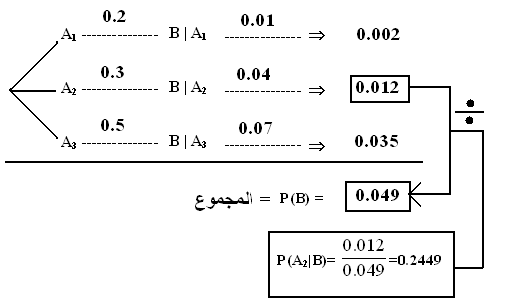 0.2 0.01
A₁ ---------------- B | A₁ ---------------- ⇒ 0.002
0.3 0.04
A₂ ---------------- B | A₂ ---------------- ⇒ 0.012
0.5 0.07
A₃ ---------------- B | A₃ ---------------- ⇒ 0.035
÷
المجموع = P(B) = 0.049
P(A₂|B)= 0.012/0.049 =0.2449